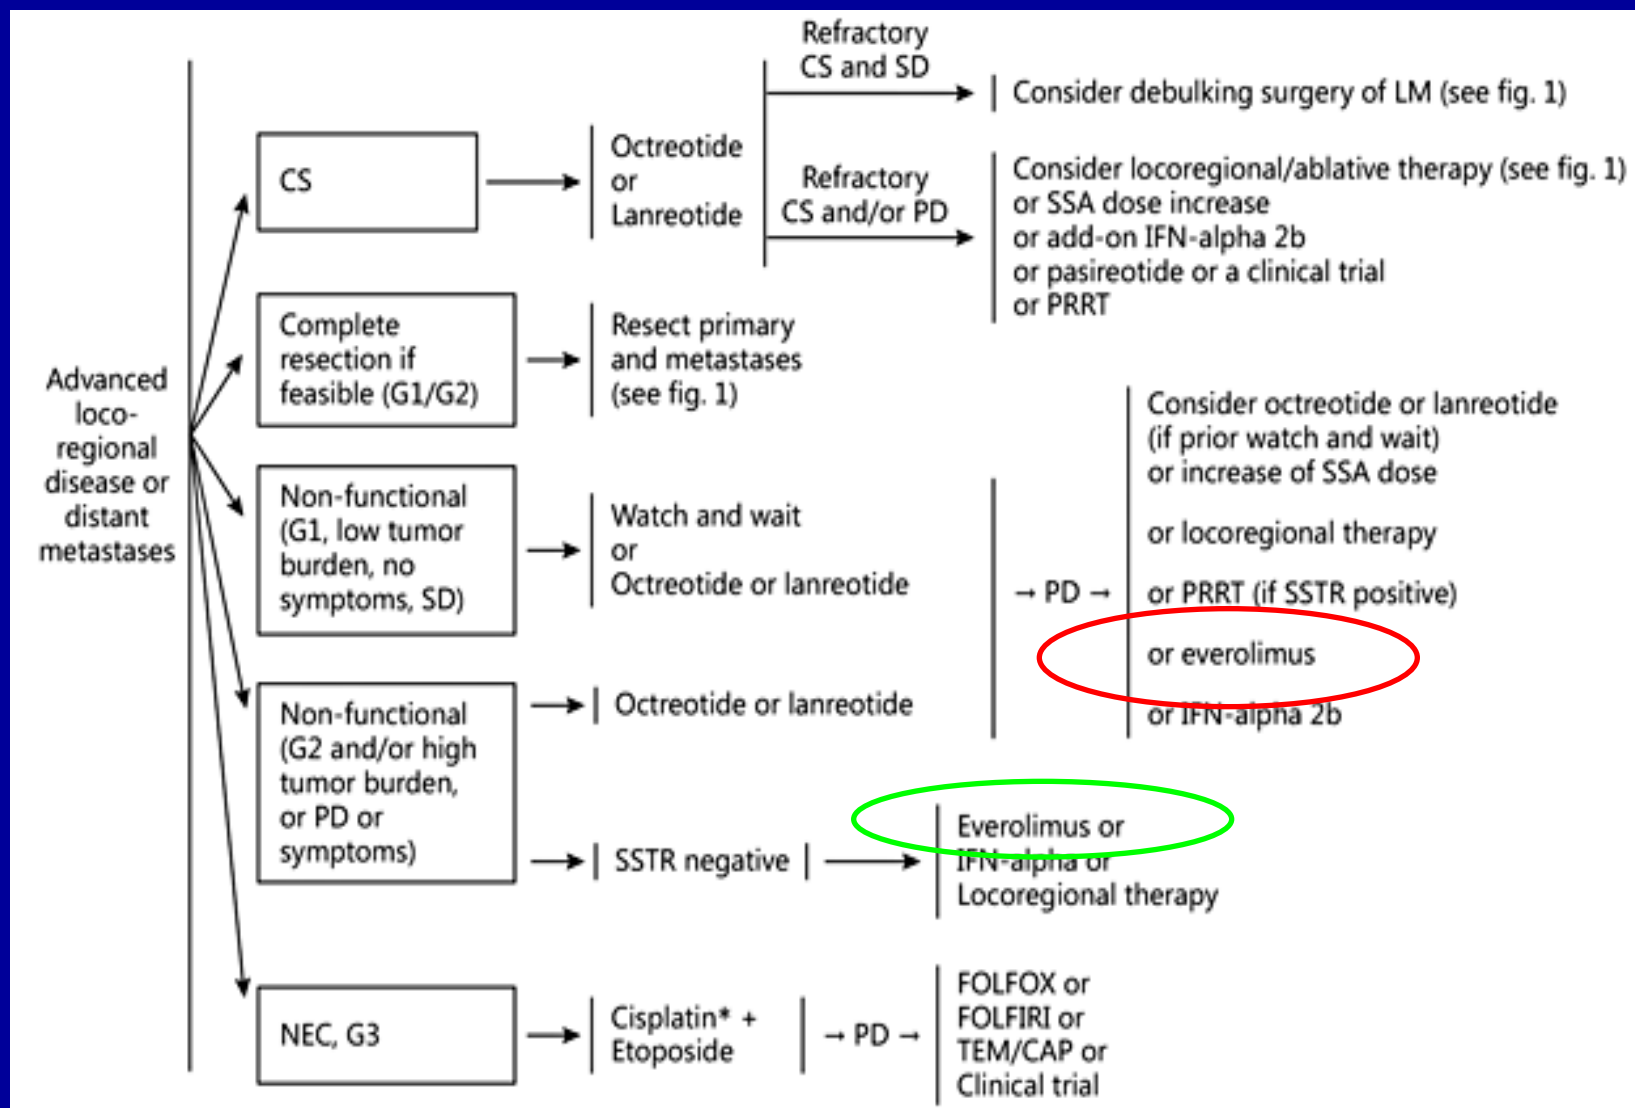 Advanced
loco-
regional
disease or
distant
metastases
CS
Octreotide
or
Lanreotide
Refractory
CS and SD
Consider debulking surgery of LM (see fig. 1)
Refractory
CS and/or PD
Consider locoregional/ablative therapy (see fig. 1)
or SSA dose increase
or add-on IFN-alpha 2b
or pasireotide or a clinical trial
or PRRT
Complete
resection if
feasible (G1/G2)
Resect primary
and metastases
(see fig. 1)
Non-functional
(G1, low tumor
burden, no
symptoms, SD)
Watch and wait
or
Octreotide or lanreotide
Non-functional
(G2 and/or high
tumor burden,
or PD or
symptoms)
Octreotide or lanreotide
→ PD →
Consider octreotide or lanreotide
(if prior watch and wait)
or increase of SSA dose
or locoregional therapy
or PRRT (if SSTR positive)
or everolimus
or IFN-alpha 2b
SSTR negative
Everolimus or
IFN-alpha or
Locoregional therapy
NEC, G3
Cisplatin* +
Etoposide
→ PD →
FOLFOX or
FOLFIRI or
TEM/CAP or
Clinical trial